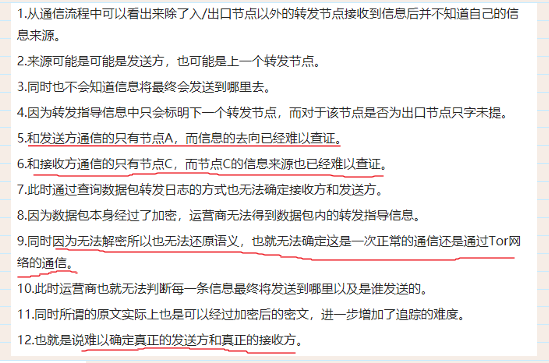 1.从通信流程中可以看出来除了入/出口节点以外的转发节点接收到信息后并不知道自己的信
息来源。
2.来源可能是可能是发送方，也可能是上一个转发节点。
3.同时也不会知道信息将最终会发送到哪里去。
4.因为转发指导信息中只会标明下一个转发节点，而对于该节点是否为出口节点只字未提。
5.和发送方通信的只有节点A，而信息的去向已经难以查证。
6.和接收方通信的只有节点C，而节点C的信息来源也已经难以查证。
7.此时通过查询数据包转发日志的方式也无法确定接收方和发送方。
8.因为数据包本身经过了加密，运营商无法得到数据包内的转发指导信息。
9.同时因为无法解密所以也无法还原语义，也就无法确定这是一次正常的通信还是通过Tor网
络的通信。
10.此时运营商也就无法判断每一条信息最终将发送到哪里以及是谁发送的。
11.同时所谓的原文实际上也是可以经过加密后的密文，进一步增加了追踪的难度。
12.也就是说难以确定真正的发送方和真正的接收方。